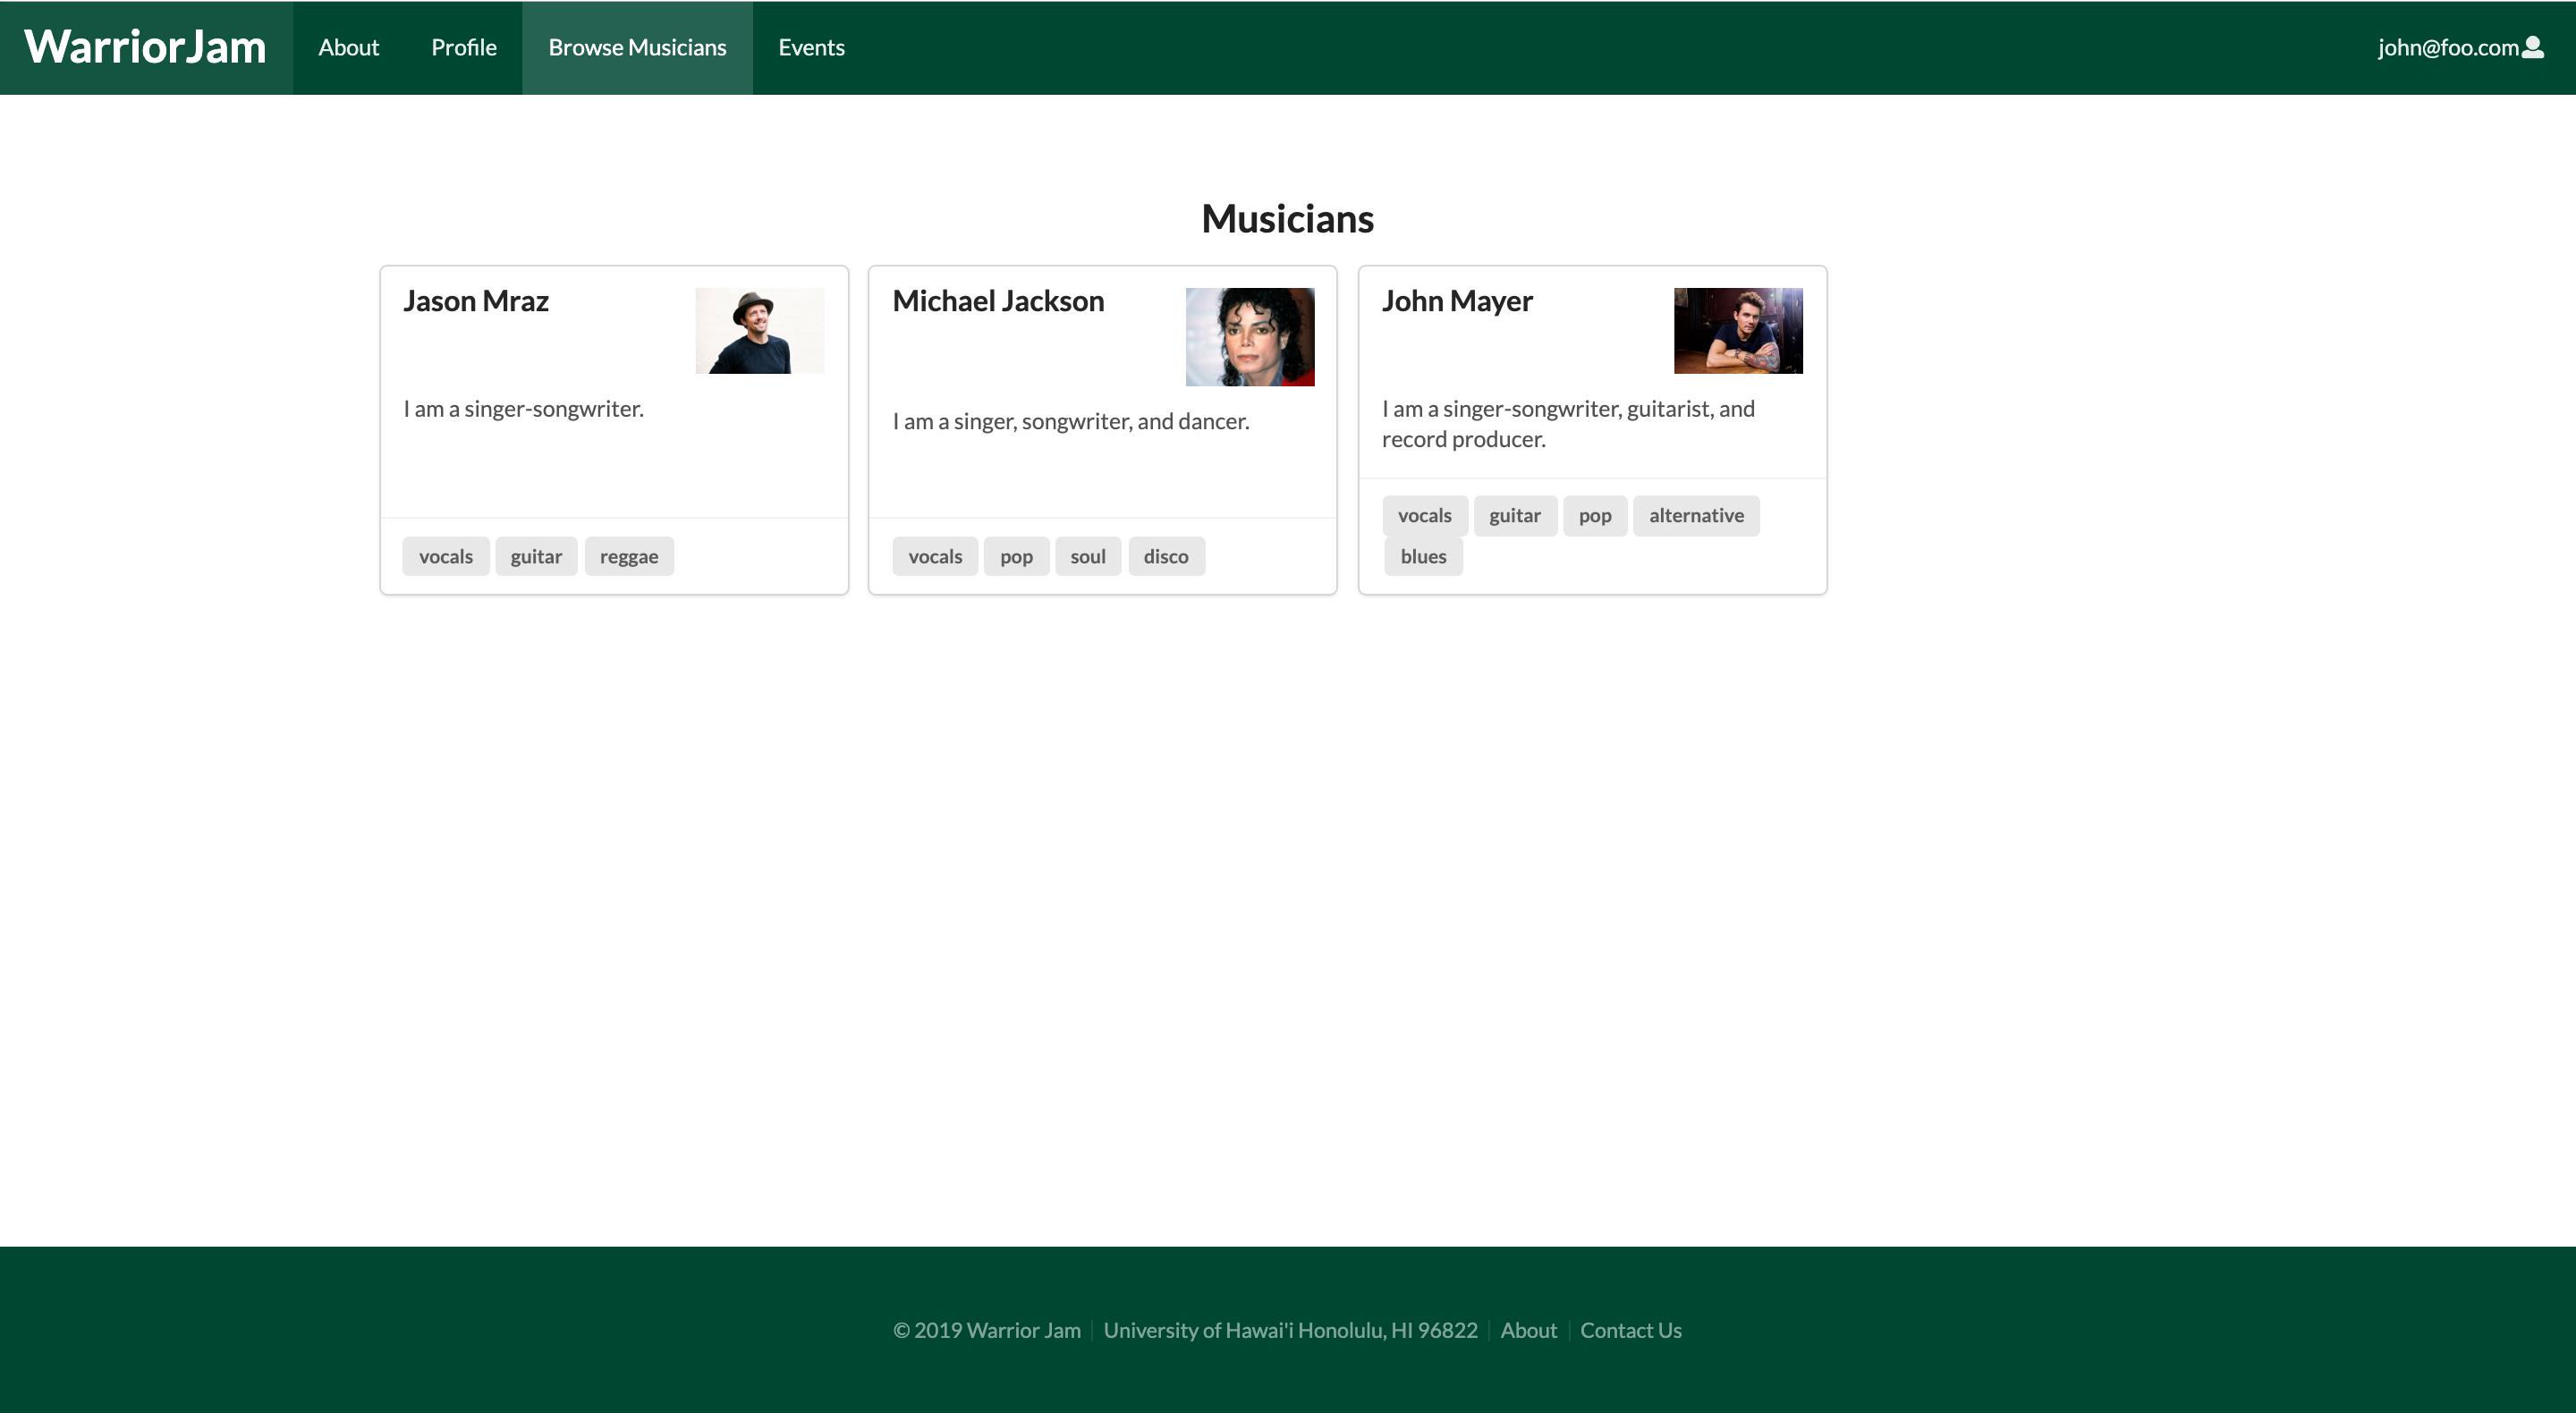 WarriorJam About Profile Browse Musicians Events john@foo.com
Musicians
Jason Mraz
I am a singer-songwriter.
vocals guitar reggae
Michael Jackson
I am a singer, songwriter, and dancer.
vocals pop soul disco
John Mayer
I am a singer-songwriter, guitarist, and
record producer.
vocals guitar pop alternative
blues
© 2019 Warrior Jam University of Hawai'i Honolulu, HI 96822 About Contact Us